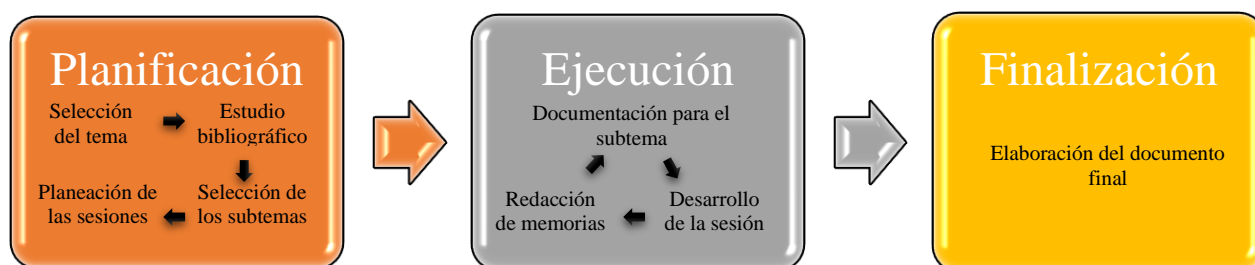 Planificación
Selección
del tema
Estudio
bibliográfico
Planeación de
las sesiones
Selección de
los subtemas
Ejecución
Documentación para el
subtema
Redacción
de memorias
Desarrollo
de la sesión
Finalización
Elaboración del documento
final